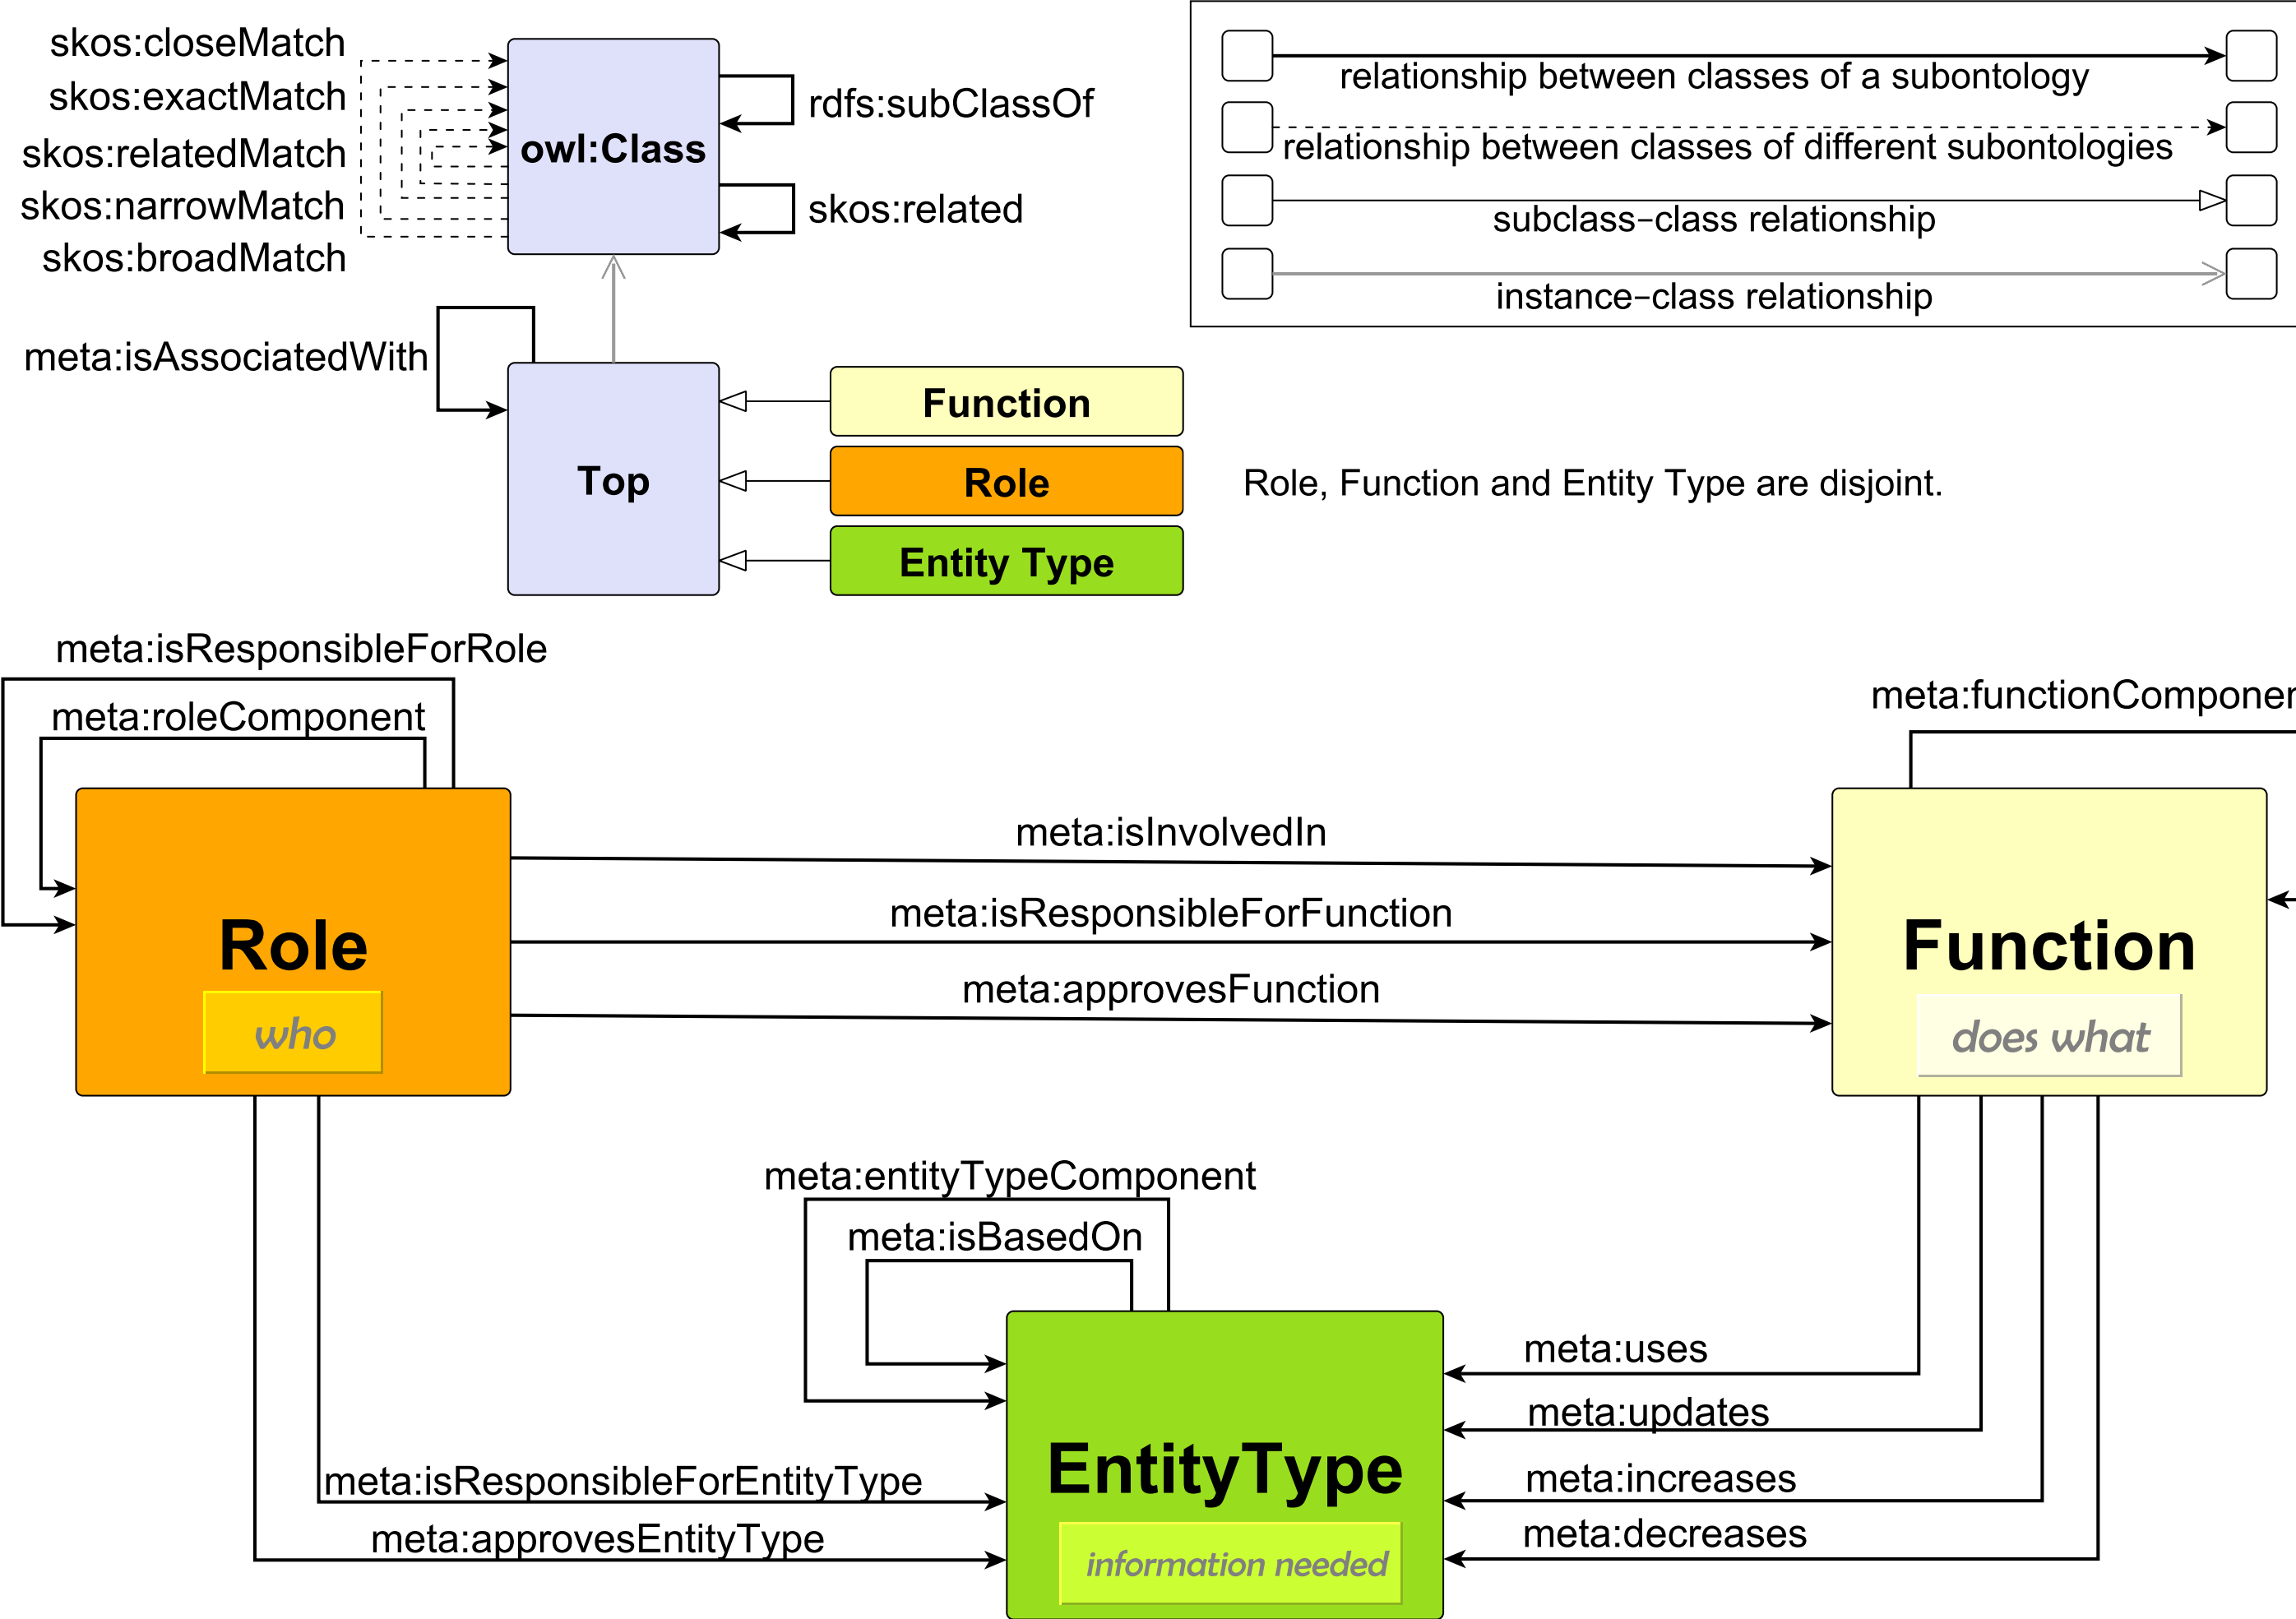 skos:closeMatch
skos:exactMatch
skos:relatedMatch
skos:narrowMatch
skos:broadMatch
owl:Class
rdfs:subClassOf
skos:related
relationship between classes of a subontology
relationship between classes of different subontologies
subclass–class relationship
instance–class relationship
meta:isAssociatedWith
Top
Function
Role
Entity Type
Role, Function and Entity Type are disjoint.
meta:isResponsibleForRole
meta:roleComponent
meta:functionComponen
meta:isInvolvedIn
meta:isResponsibleForFunction
meta:approvesFunction
Role
who
Function
does what
meta:entityTypeComponent
meta:isBasedOn
meta:uses
meta:updates
meta:increases
meta:decreases
meta:isResponsibleForEntityType
meta:approvesEntityType
EntityType
information needed